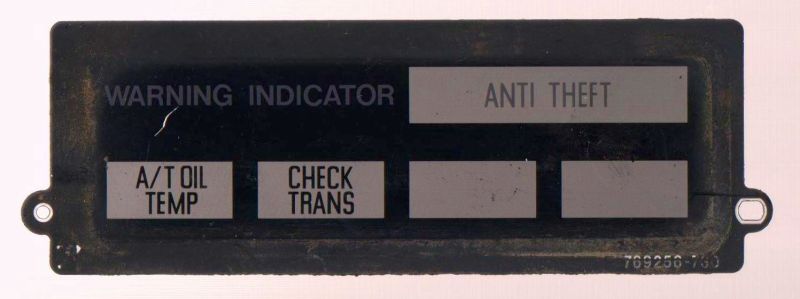 WARNING INDICATOR
ANTI THEFT
A/T OIL
TEMP
CHECK
TRANS